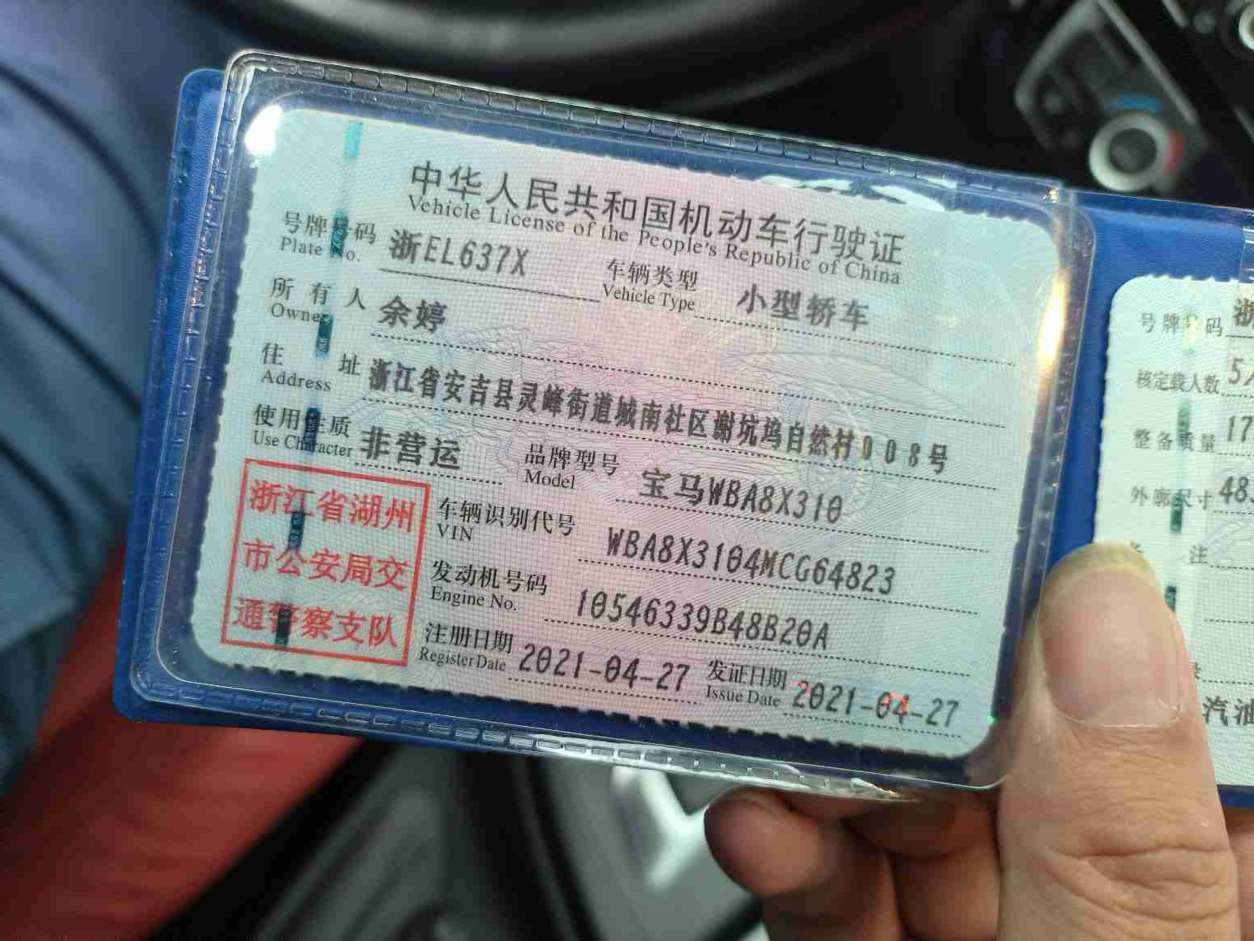 中华人民共和国机动车行驶证
Vehicle License of the People's Republic of China
号牌号码 浙EL637X 车辆类型 小型轿车
Plate No. Vehicle Type
所有人 余婷
Owner
住址 浙江省安吉县灵峰街道城南社区谢坑坞自然村008号
Address
使用性质 非营运 品牌型号 宝马WBA8X310
Use Character Model
浙江省湖州
市公安局交
通警察支队
车辆识别代号 WBA8X3104MCG64823
VIN
发动机号码 10546339B48B20A
Engine No.
注册日期 2021-04-27 发证日期 2021-04-27
Register Date Issue Date
号牌号码 浙
核定载人数 5
整备质量 17
外廓尺寸 48
备注
汽油